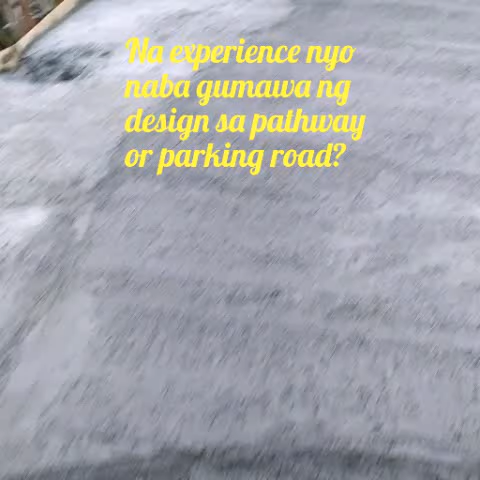 Na experience nyo
naba gumawa ng
design sa pathway
or parking road?